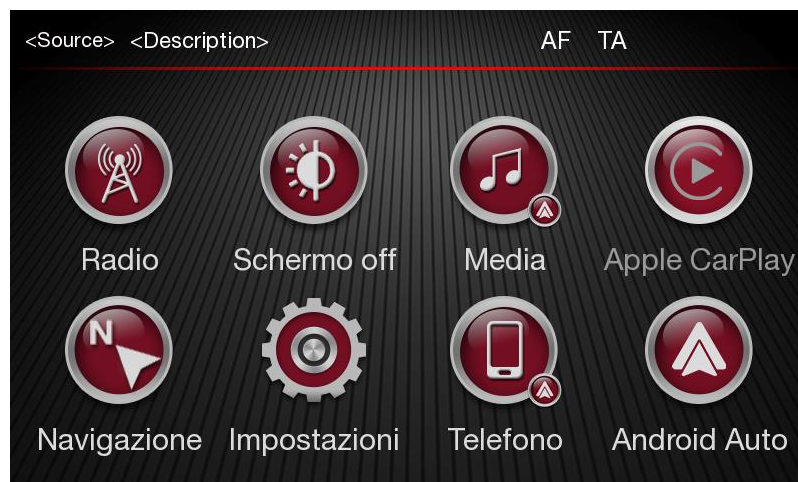 <Source> <Description> AF TA
Radio Schermo off Media Apple CarPlay
N
Navigazione Impostazioni Telefono Android Auto